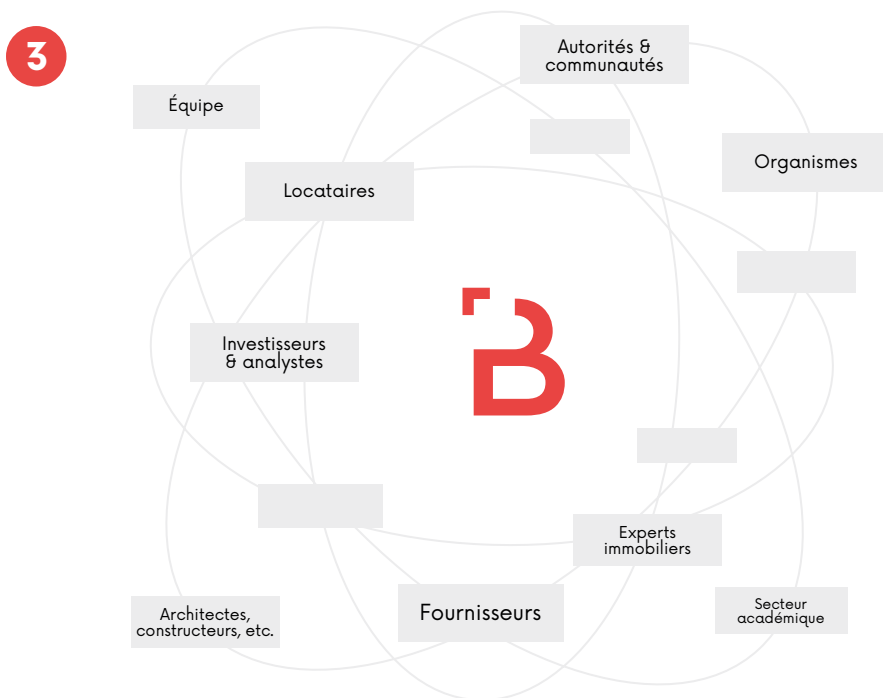 3
Autorités &
communautés
Équipe
Organismes
Locataires
Investisseurs
& analystes
Experts
immobiliers
Architectes,
constructeurs, etc.
Fournisseurs
Secteur
académique